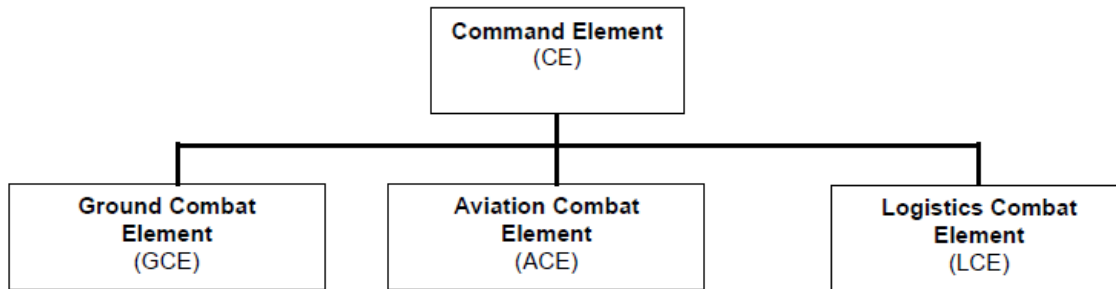 Command Element
(CE)
Ground Combat
Element
(GCE)
Aviation Combat
Element
(ACE)
Logistics Combat
Element
(LCE)